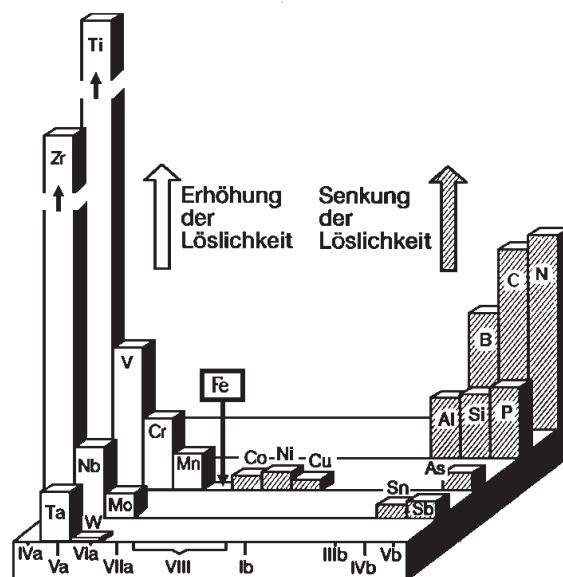 Ti
Zr
Erhöhung
der
Löslichkeit
Senkung
der
Löslichkeit
C
N
B
V
Fe
Cr
Al
Si
P
Mn
Nb
Co
Ni
Cu
As
Mo
Sn
Sb
Ta
W
IVa
Va
VIa
VIIa
VIII
Ib
IIIb
IVb
Vb